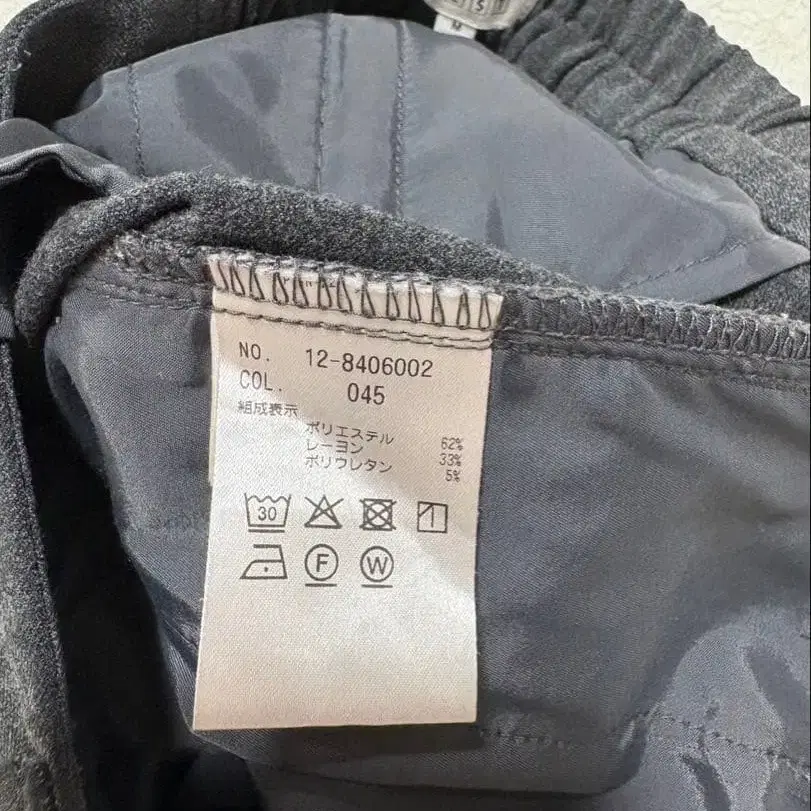 M
NO. 12-8406002
COL. 045
組成表示
ポリエステル 62%
レーヨン 33%
ポリウレタン 5%
30
F W